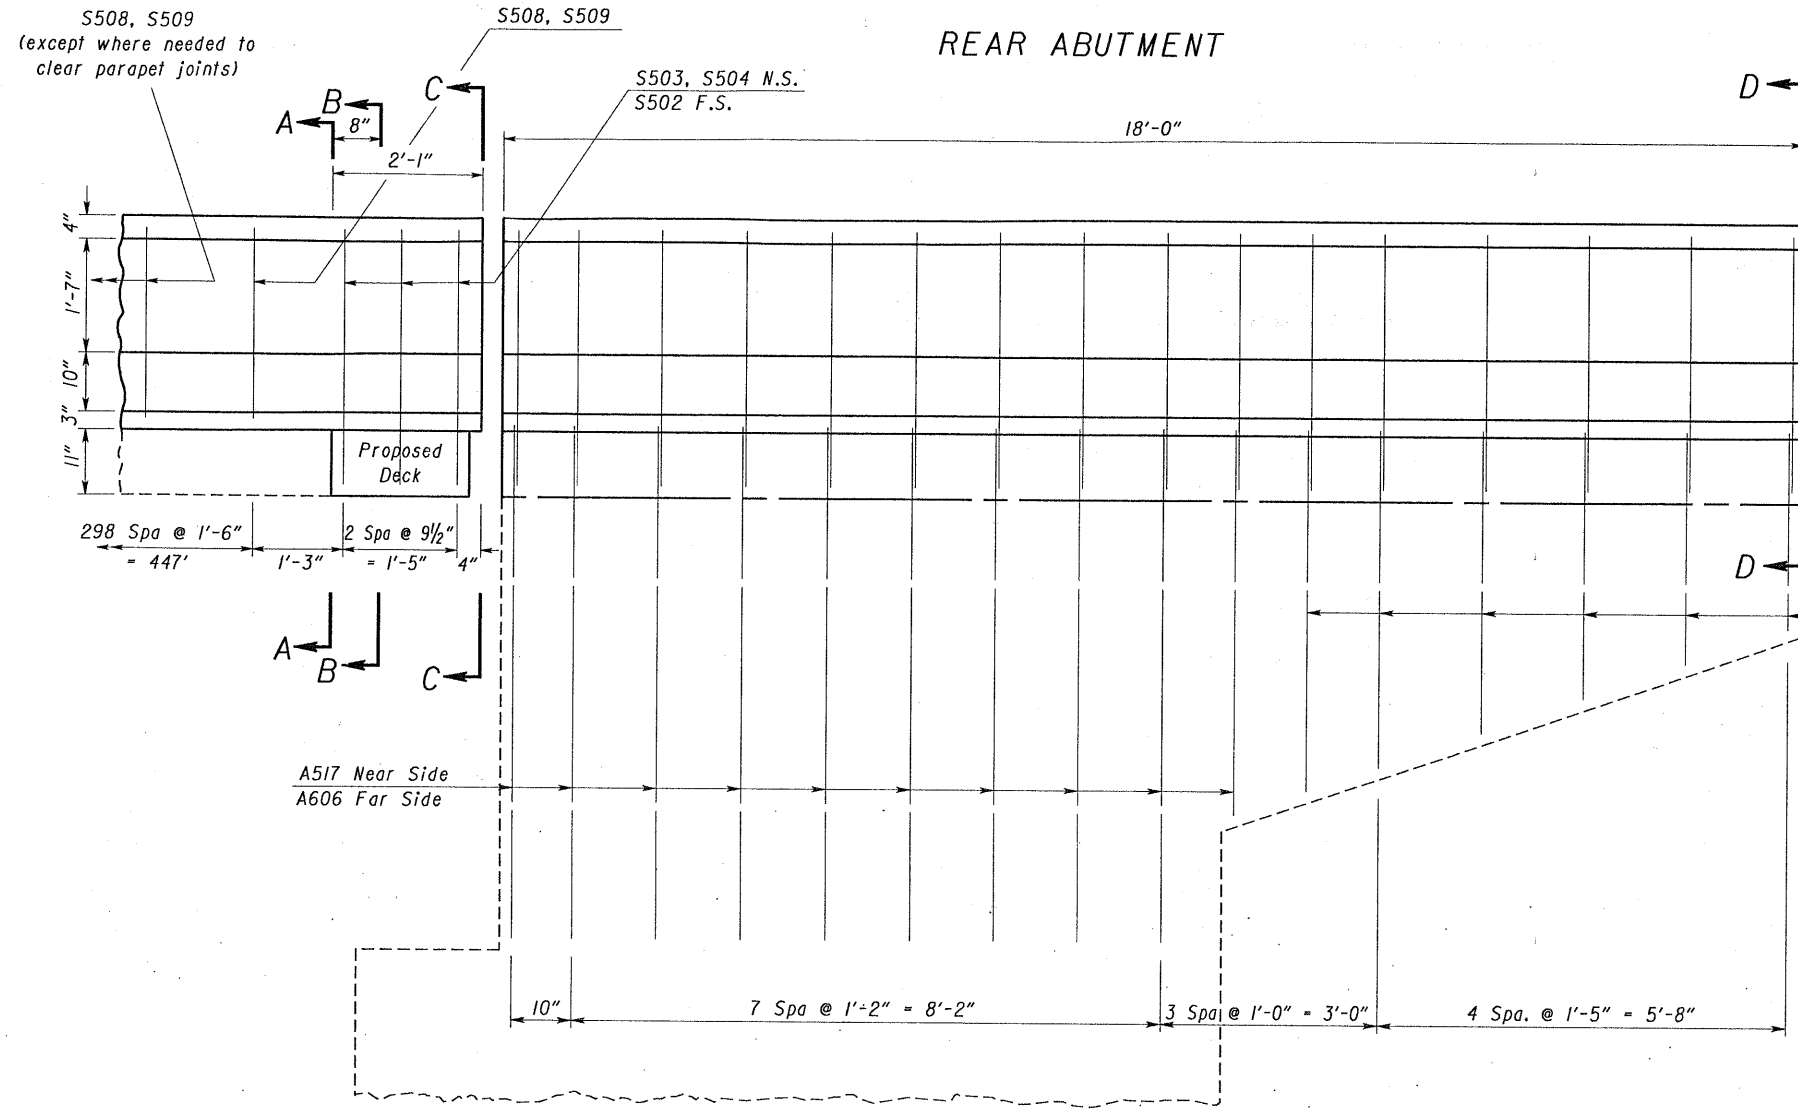 S508, S509
(except where needed to
clear parapet joints)
S508, S509
REAR ABUTMENT
S503, S504 N.S.
S502 F.S.
A
B
C
D
8"
2'-1"
18'-0"
4"
1'-7"
10"
3"
11"
Proposed
Deck
298 Spa @ 1'-6"
= 447'
1'-3"
2 Spa @ 9½"
= 1'-5"
4"
D
A
B
C
A517 Near Side
A606 Far Side
10"
7 Spa @ 1'-2" = 8'-2"
3 Spa @ 1'-0" = 3'-0"
4 Spa. @ 1'-5" = 5'-8"